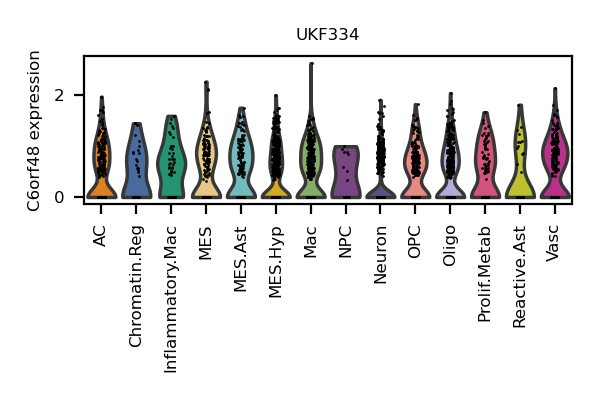 UKF334
C6orf48 expression
2
0
AC
Chromatin.Reg
Inflammatory.Mac
MES
MES.Ast
MES.Hyp
Mac
NPC
Neuron
OPC
Oligo
Prolif.Metab
Reactive.Ast
Vasc